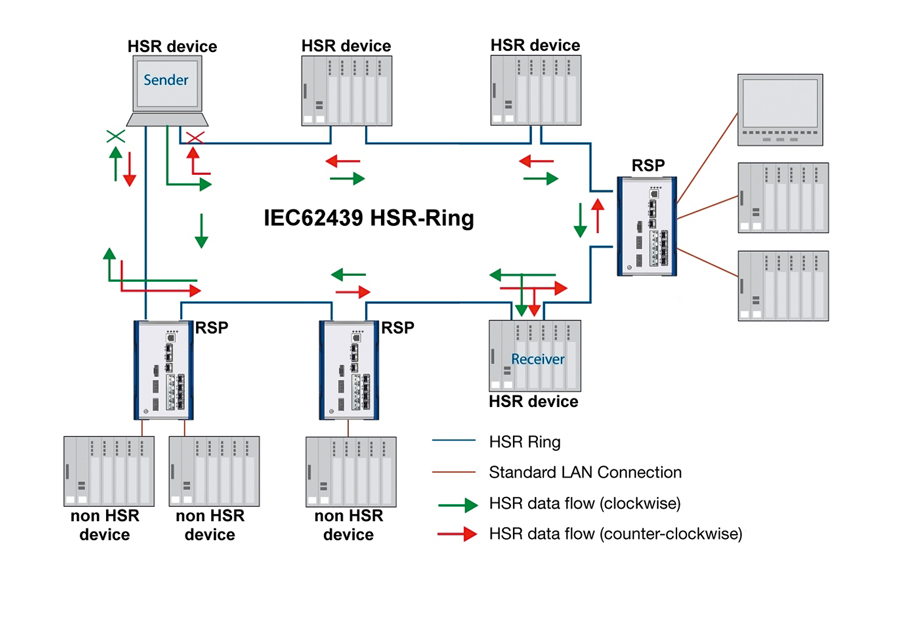 HSR device
HSR device
HSR device
Sender
RSP
IEC62439 HSR-Ring
RSP
RSP
Receiver
HSR device
HSR Ring
Standard LAN Connection
HSR data flow (clockwise)
HSR data flow (counter-clockwise)
non HSR
device
non HSR
device
non HSR
device